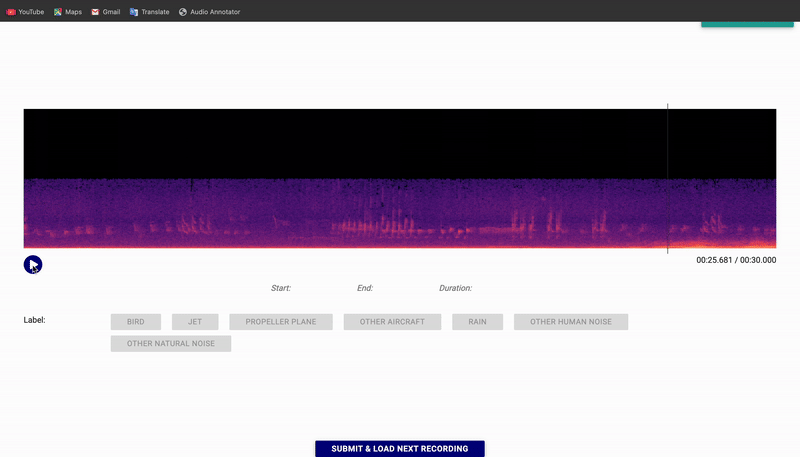 YouTube Maps Gmail Translate Audio Annotator
00:25.681 / 00:30.000
Start: End: Duration:
Label: BIRD JET PROPELLER PLANE OTHER AIRCRAFT RAIN OTHER HUMAN NOISE
OTHER NATURAL NOISE
SUBMIT & LOAD NEXT RECORDING